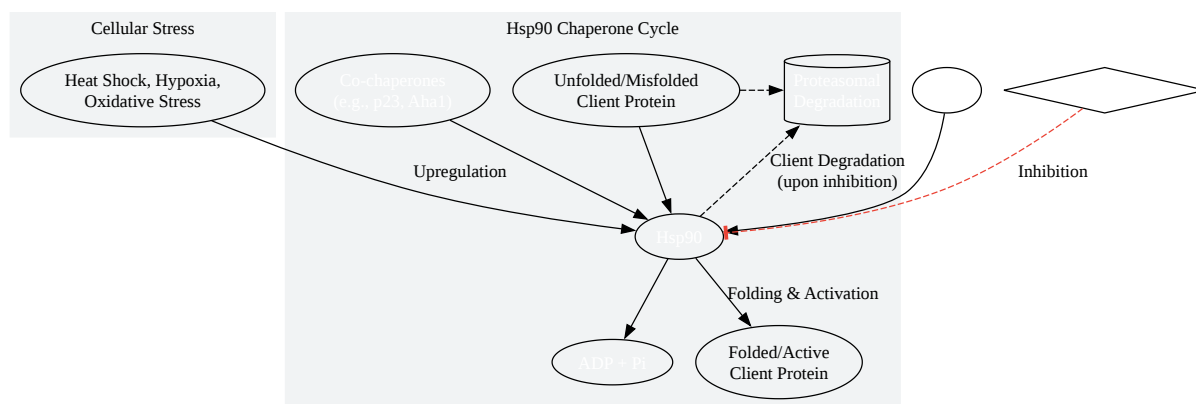 Cellular Stress
Hsp90 Chaperone Cycle
Heat Shock, Hypoxia,
Oxidative Stress
Co-chaperones
(e.g., p23, Aha1)
Unfolded/Misfolded
Client Protein
Proteasomal
Degradation
Upregulation
Client Degradation
(upon inhibition)
Inhibition
Hsp90
Folding & Activation
ADP + Pi
Folded/Active
Client Protein